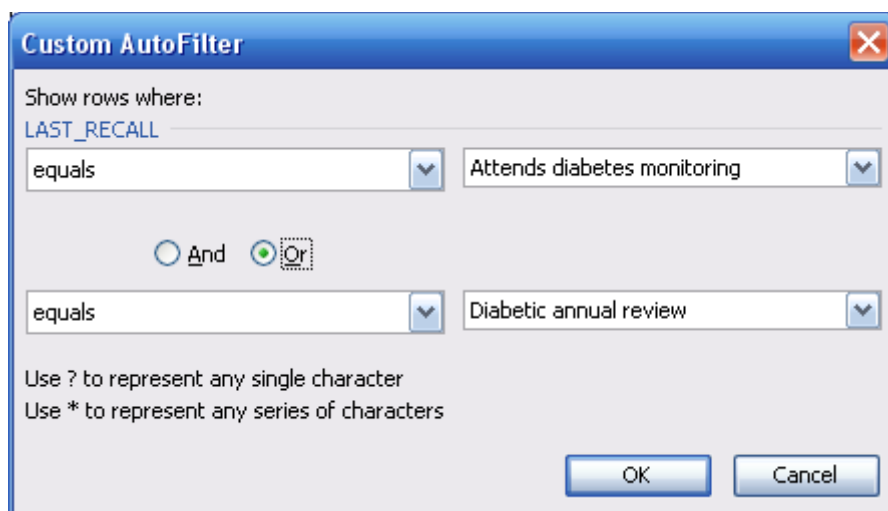 Custom AutoFilter
Show rows where:
LAST_RECALL
equals Attends diabetes monitoring
And Or
equals Diabetic annual review
Use ? to represent any single character
Use * to represent any series of characters
OK Cancel